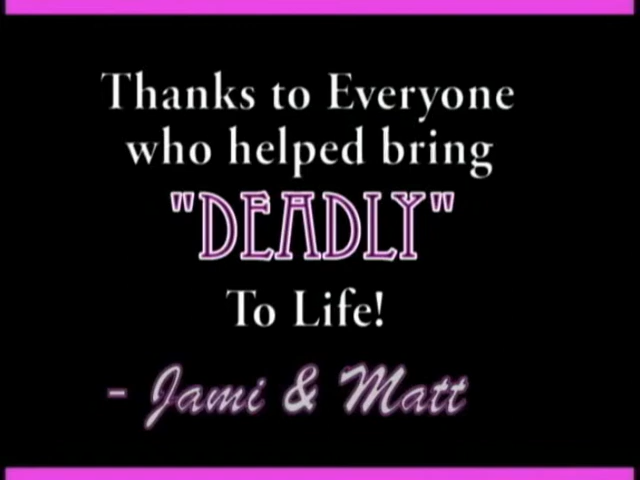 Thanks to Everyone
who helped bring
"DEADLY"
To Life!
- Jami & Matt